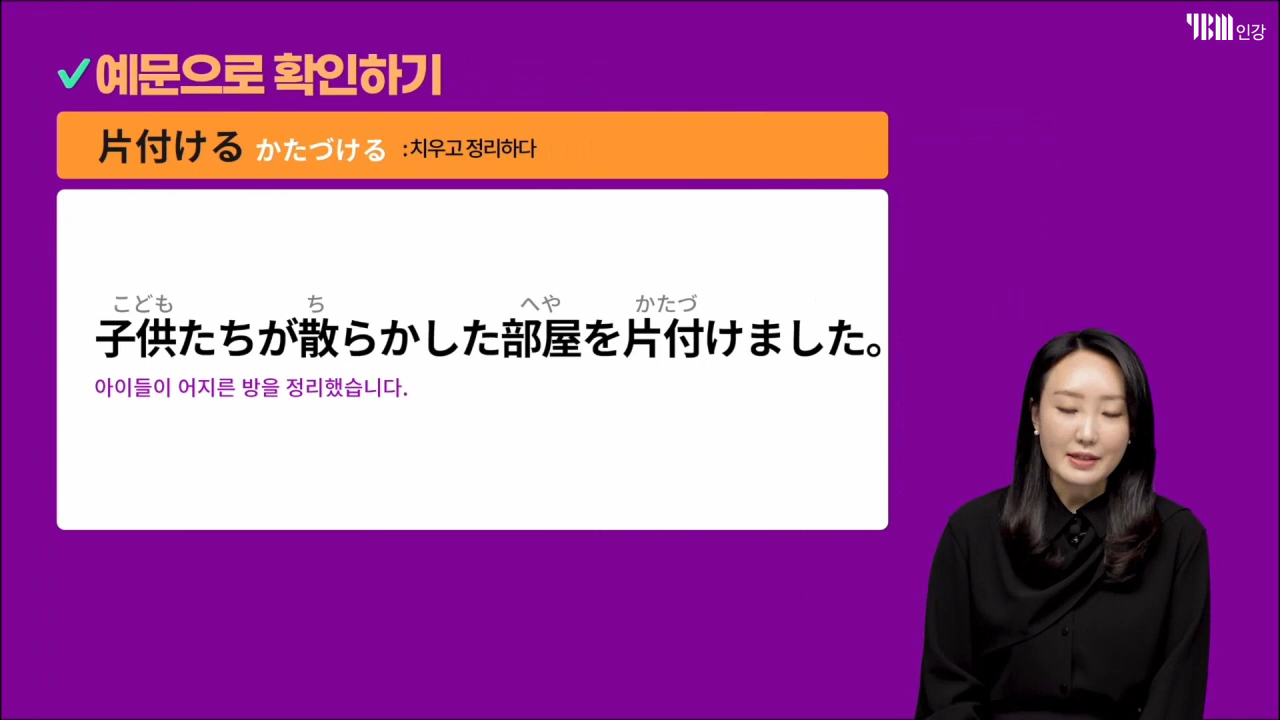 YBM 인강
예문으로 확인하기
片付ける かたづける : 치우고 정리하다
こども ち へや かたづ
子供たちが散らかした部屋を片付けました。
아이들이 어지른 방을 정리했습니다.